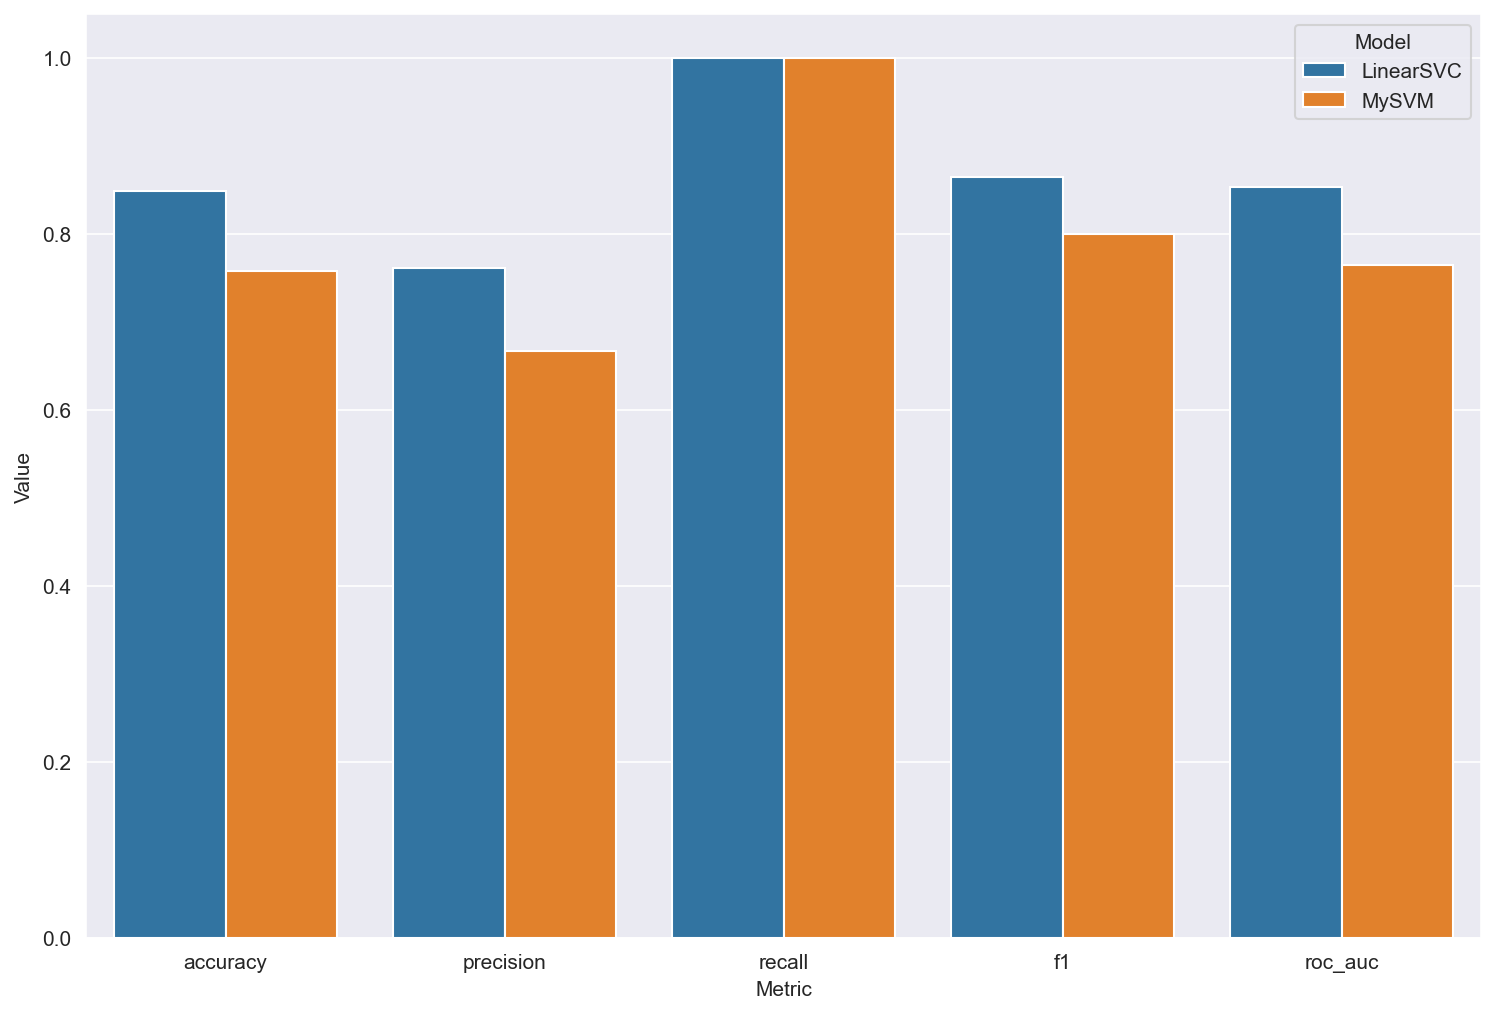 Model
LinearSVC
MySVM
1.0
0.8
0.6
0.4
0.2
0.0
Value
accuracy precision recall f1 roc_auc
Metric